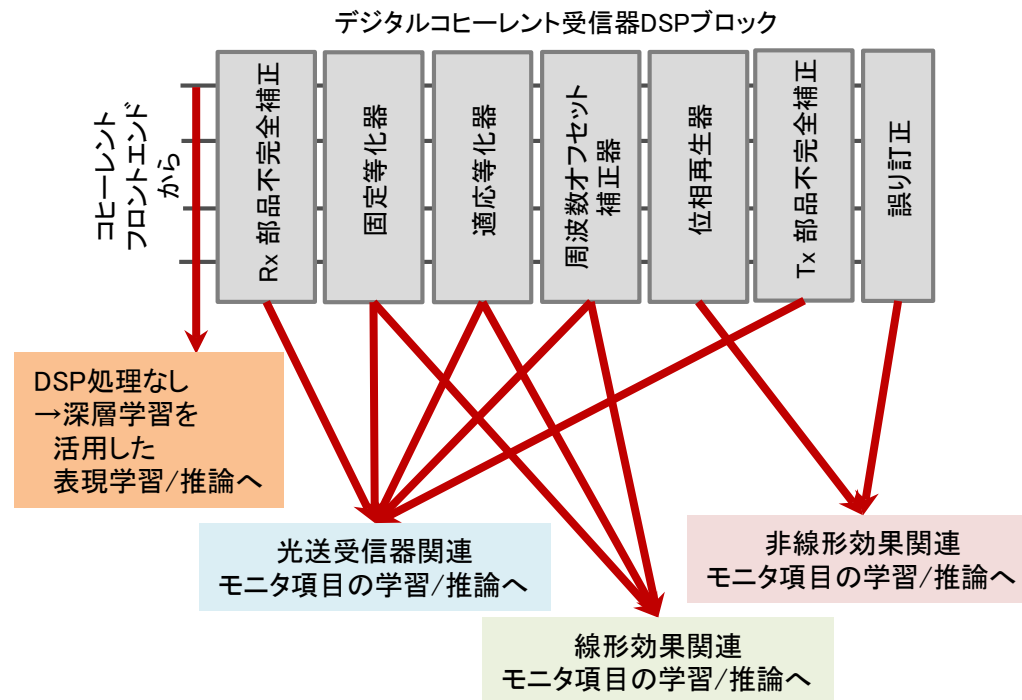 デジタルコヒーレント受信器DSPブロック
コヒーレント
フロントエンド
から
Rx 部品不完全補正
固定等化器
適応等化器
周波数オフセット
補正器
位相再生器
Tx 部品不完全補正
誤り訂正
DSP処理なし
→深層学習を
活用した
表現学習/推論へ
光送受信器関連
モニタ項目の学習/推論へ
非線形効果関連
モニタ項目の学習/推論へ
線形効果関連
モニタ項目の学習/推論へ